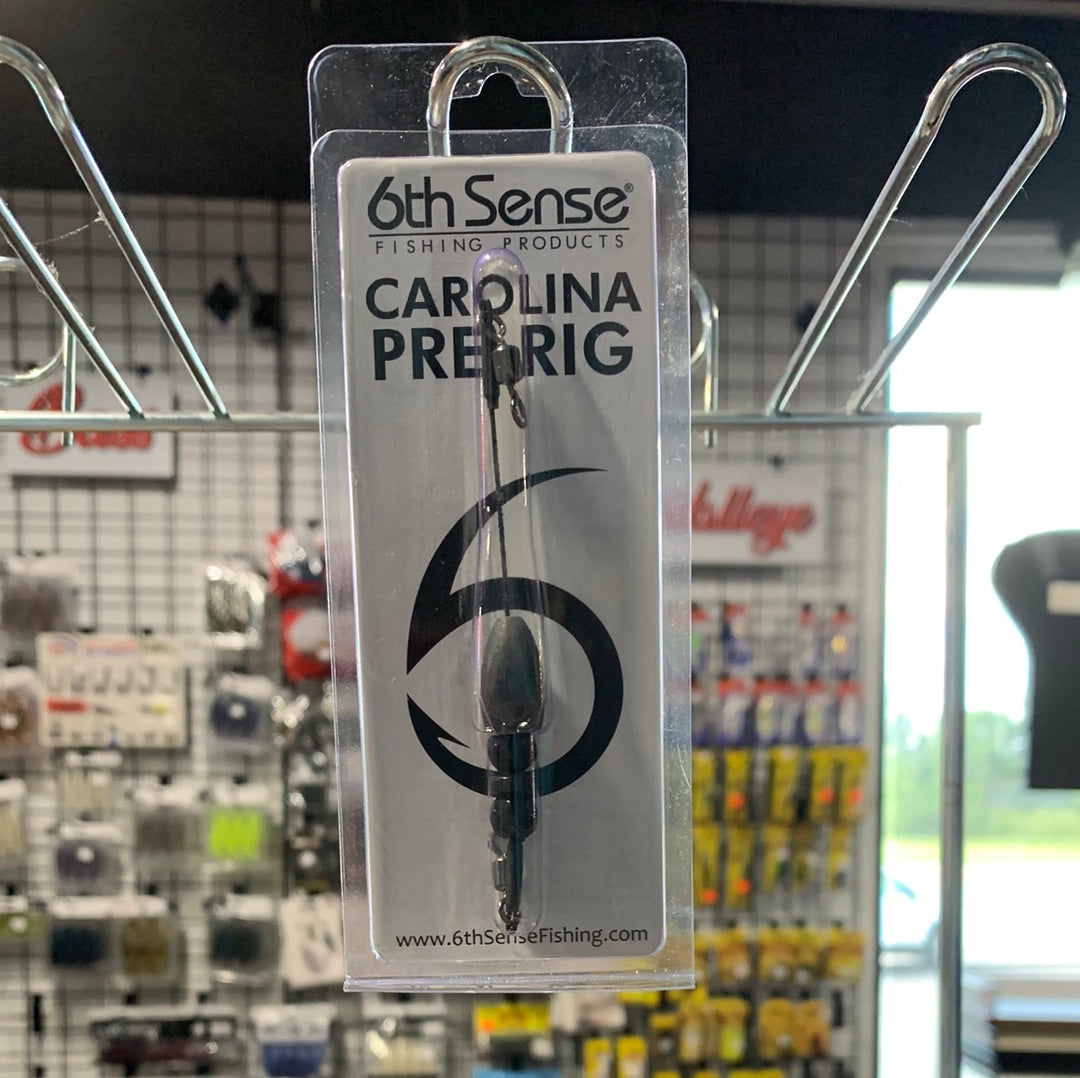 6th Sense®
FISHING PRODUCTS
CAROLINA
PRE RIG
www.6thSenseFishing.com